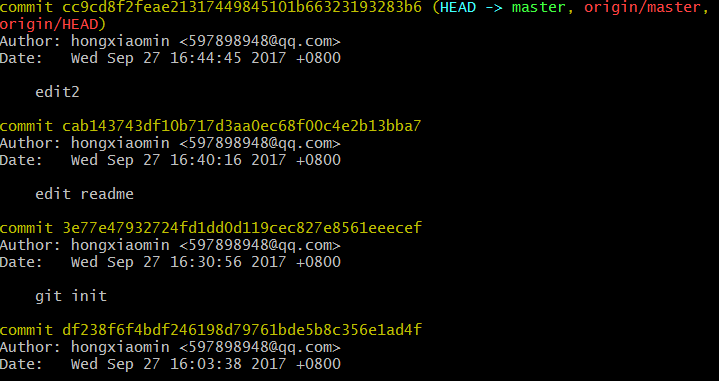 commit cc9cd8f2feae21317449845101b66323193283b6 (HEAD -> master, origin/master,
origin/HEAD)
Author: hongxiaomin <597898948@qq.com>
Date:   Wed Sep 27 16:44:45 2017 +0800
    edit2
commit cab143743df10b717d3aa0ec68f00c4e2b13bba7
Author: hongxiaomin <597898948@qq.com>
Date:   Wed Sep 27 16:40:16 2017 +0800
    edit readme
commit 3e77e47932724fd1dd0d119cec827e8561eeecef
Author: hongxiaomin <597898948@qq.com>
Date:   Wed Sep 27 16:30:56 2017 +0800
    git init
commit df238f6f4bdf246198d79761bde5b8c356e1ad4f
Author: hongxiaomin <597898948@qq.com>
Date:   Wed Sep 27 16:03:38 2017 +0800